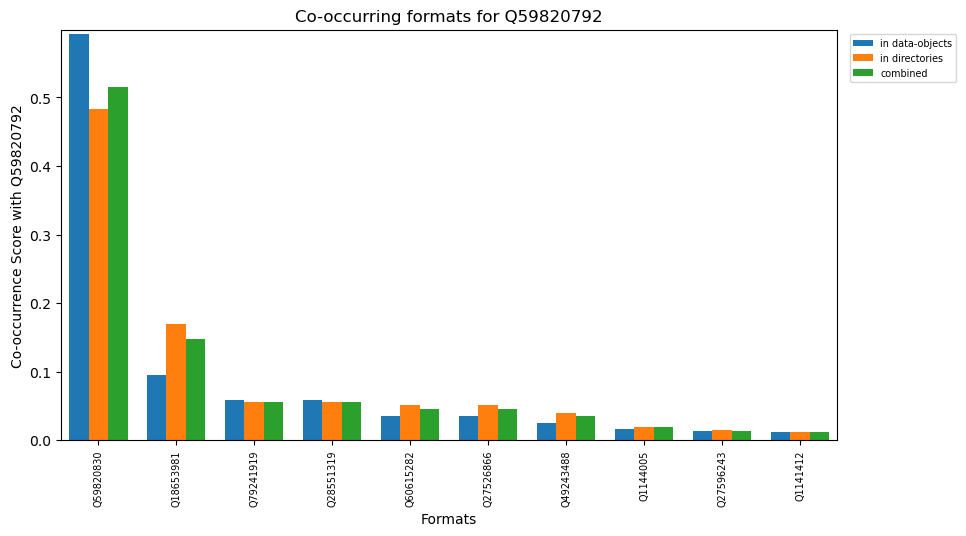 Co-occurring formats for Q59820792
in data-objects
in directories
combined
Co-occurrence Score with Q59820792
0.5
0.4
0.3
0.2
0.1
0.0
Q59820830
Q18653981
Q79241919
Q28551319
Q60615282
Q27526866
Q49243488
Q1144005
Q27596243
Q1141412
Formats